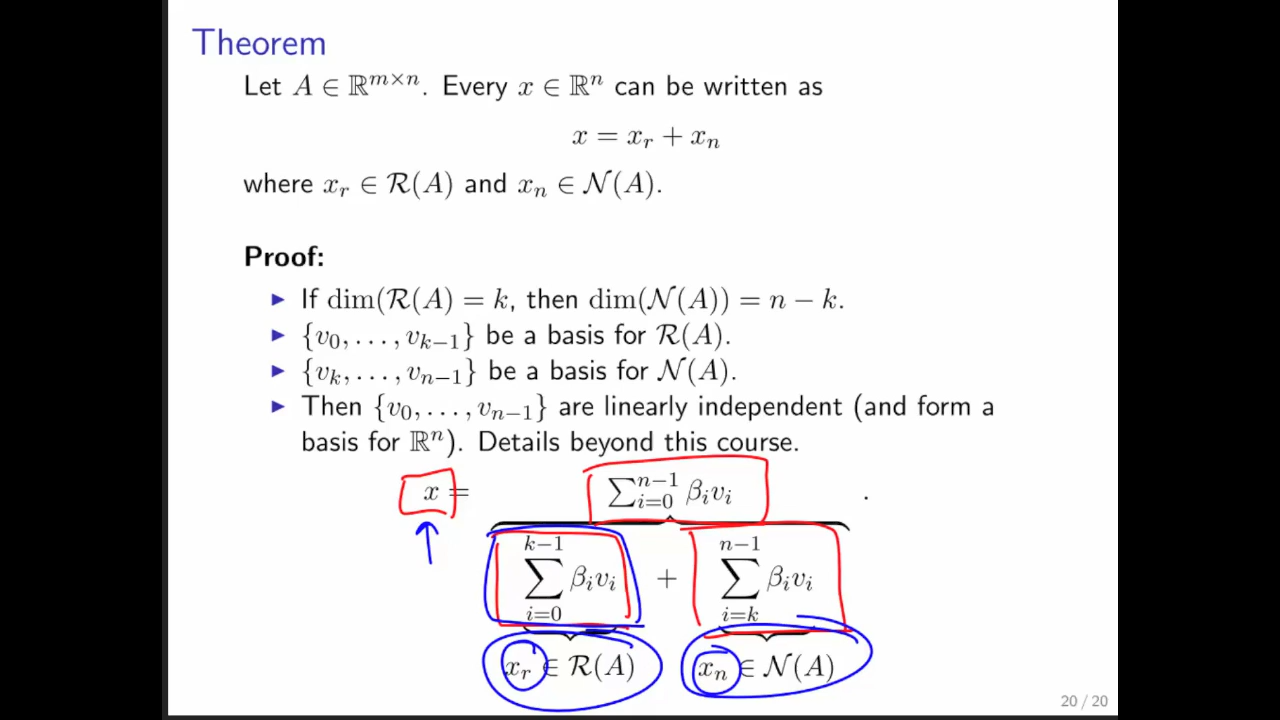 Theorem
Let A ∈ ℝ^{m×n}. Every x ∈ ℝ^n can be written as
x = x_r + x_n
where x_r ∈ 𝓡(A) and x_n ∈ 𝓝(A).
Proof:
▶ If dim(𝓡(A) = k, then dim(𝓝(A)) = n − k.
▶ {v_0, . . . , v_{k−1}} be a basis for 𝓡(A).
▶ {v_k, . . . , v_{n−1}} be a basis for 𝓝(A).
▶ Then {v_0, . . . , v_{n−1}} are linearly independent (and form a
basis for ℝ^n). Details beyond this course.
x = ∑_{i=0}^{n−1} β_i v_i .
∑_{i=0}^{k−1} β_i v_i + ∑_{i=k}^{n−1} β_i v_i
x_r ∈ 𝓡(A) x_n ∈ 𝓝(A)
20 / 20